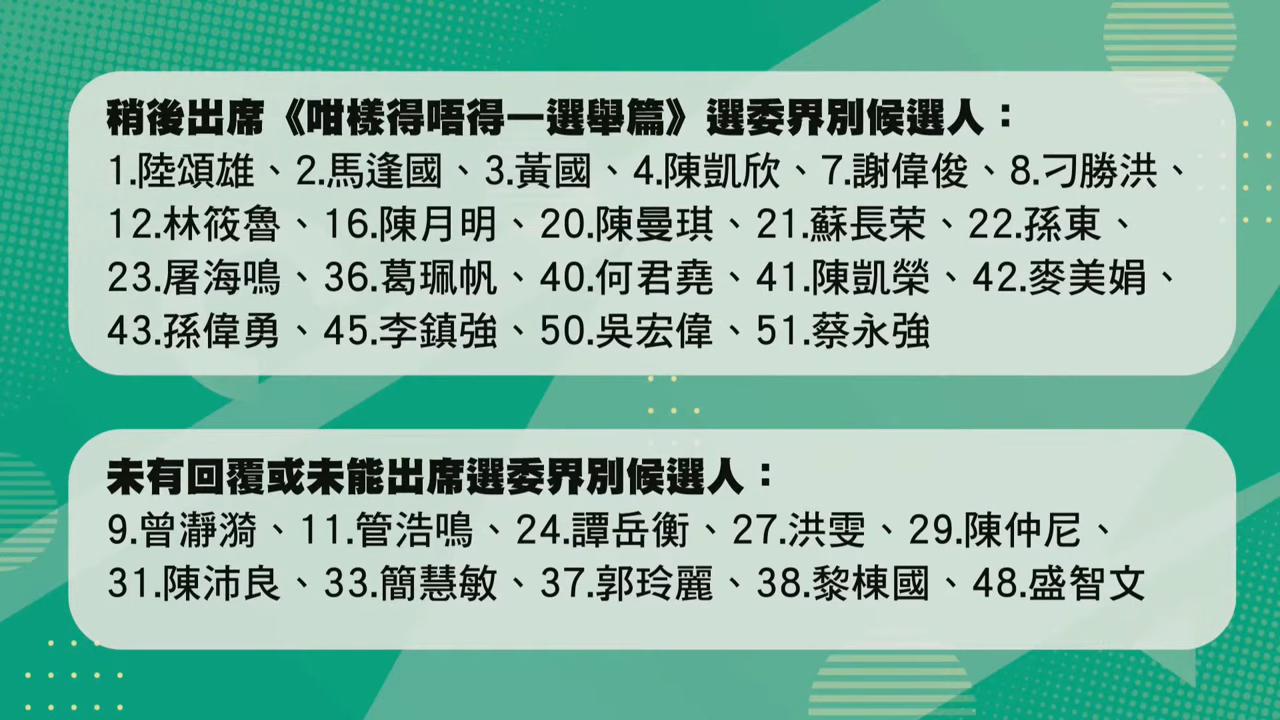 稍後出席《咁樣得唔得—選舉篇》選委界別候選人：
1.陸頌雄、2.馬逢國、3.黃國、4.陳凱欣、7.謝偉俊、8.刁勝洪、
12.林筱魯、16.陳月明、20.陳曼琪、21.蘇長荣、22.孫東、
23.屠海鳴、36.葛珮帆、40.何君堯、41.陳凱榮、42.麥美娟、
43.孫偉勇、45.李鎮強、50.吳宏偉、51.蔡永強
未有回覆或未能出席選委界別候選人：
9.曾瀞漪、11.管浩鳴、24.譚岳衡、27.洪雯、29.陳仲尼、
31.陳沛良、33.簡慧敏、37.郭玲麗、38.黎棟國、48.盛智文